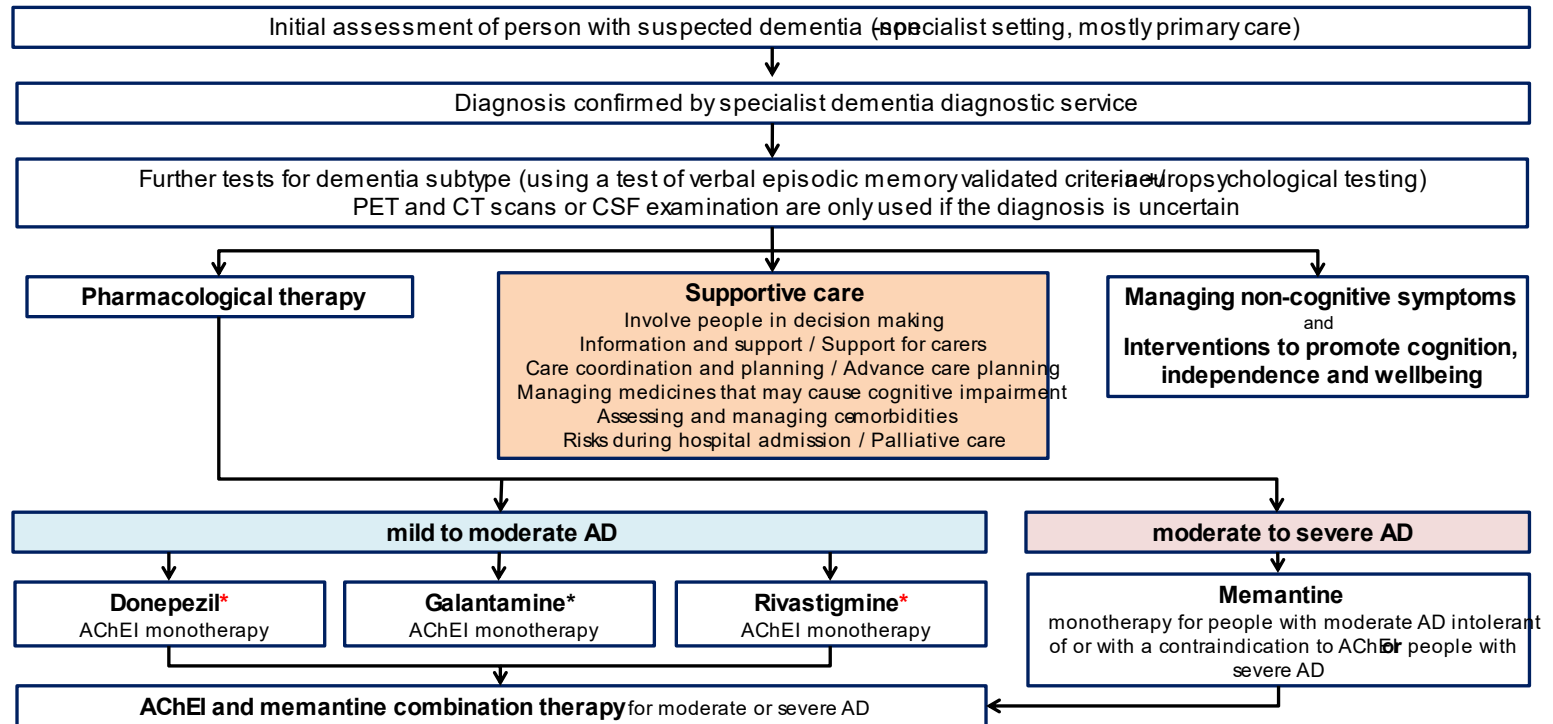 Initial assessment of person with suspected dementia (non-specialist setting, mostly primary care)
Diagnosis confirmed by specialist dementia diagnostic service
Further tests for dementia subtype (using a test of verbal episodic memory validated criteria +/- neuropsychological testing)
PET and CT scans or CSF examination are only used if the diagnosis is uncertain
Pharmacological therapy
Supportive care
Involve people in decision making
Information and support / Support for carers
Care coordination and planning / Advance care planning
Managing medicines that may cause cognitive impairment
Assessing and managing co-morbidities
Risks during hospital admission / Palliative care
Managing non-cognitive symptoms
and
Interventions to promote cognition,
independence and wellbeing
mild to moderate AD
moderate to severe AD
Donepezil*
AChEI monotherapy
Galantamine*
AChEI monotherapy
Rivastigmine*
AChEI monotherapy
Memantine
monotherapy for people with moderate AD intolerant
of or with a contraindication to AChEI or people with
severe AD
AChEI and memantine combination therapy for moderate or severe AD